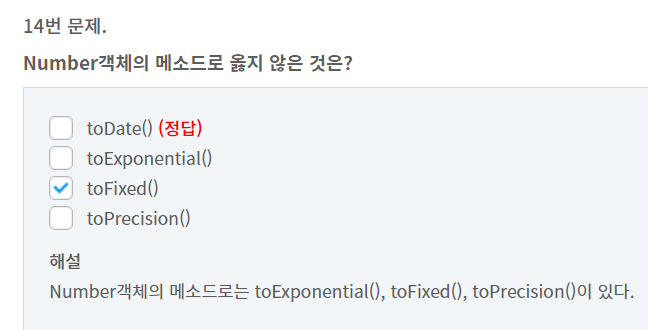 14번 문제.
Number객체의 메소드로 옳지 않은 것은?
toDate() (정답)
toExponential()
toFixed()
toPrecision()
해설
Number객체의 메소드로는 toExponential(), toFixed(), toPrecision()이 있다.